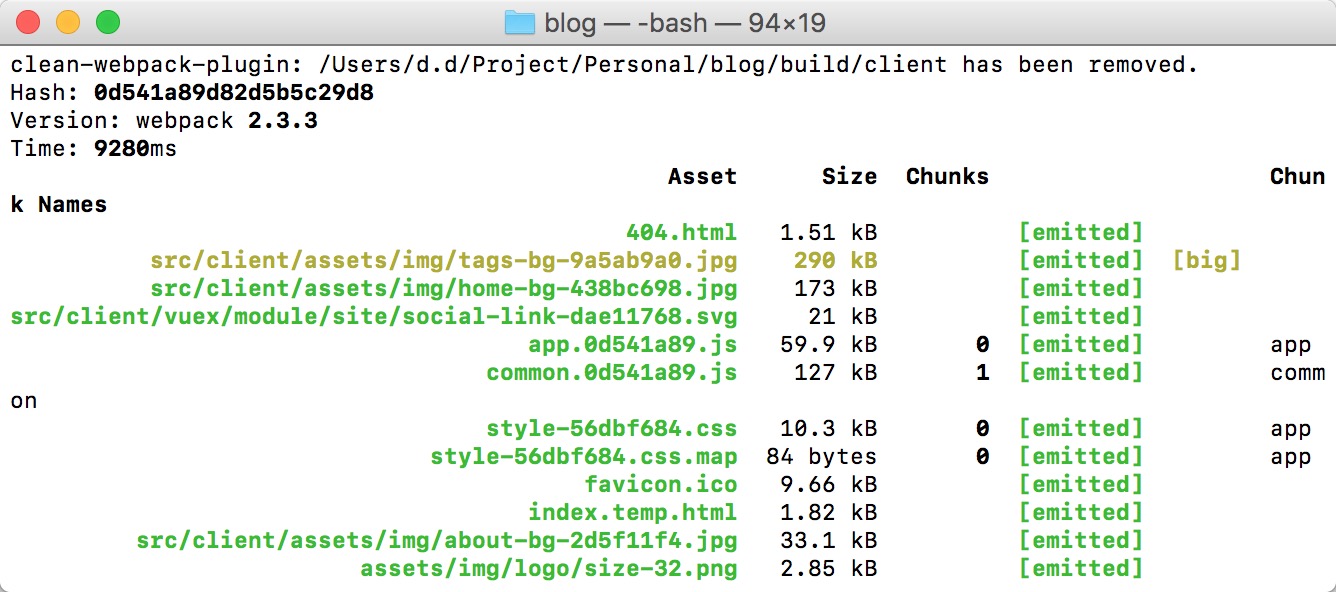 blog — -bash — 94×19
clean-webpack-plugin: /Users/d.d/Project/Personal/blog/build/client has been removed.
Hash: 0d541a89d82d5b5c29d8
Version: webpack 2.3.3
Time: 9280ms
Asset Size Chunks Chun
k Names
404.html 1.51 kB [emitted]
src/client/assets/img/tags-bg-9a5ab9a0.jpg 290 kB [emitted] [big]
src/client/assets/img/home-bg-438bc698.jpg 173 kB [emitted]
src/client/vuex/module/site/social-link-dae11768.svg 21 kB [emitted]
app.0d541a89.js 59.9 kB 0 [emitted] app
common.0d541a89.js 127 kB 1 [emitted] comm
on
style-56dbf684.css 10.3 kB 0 [emitted] app
style-56dbf684.css.map 84 bytes 0 [emitted] app
favicon.ico 9.66 kB [emitted]
index.temp.html 1.82 kB [emitted]
src/client/assets/img/about-bg-2d5f11f4.jpg 33.1 kB [emitted]
assets/img/logo/size-32.png 2.85 kB [emitted]